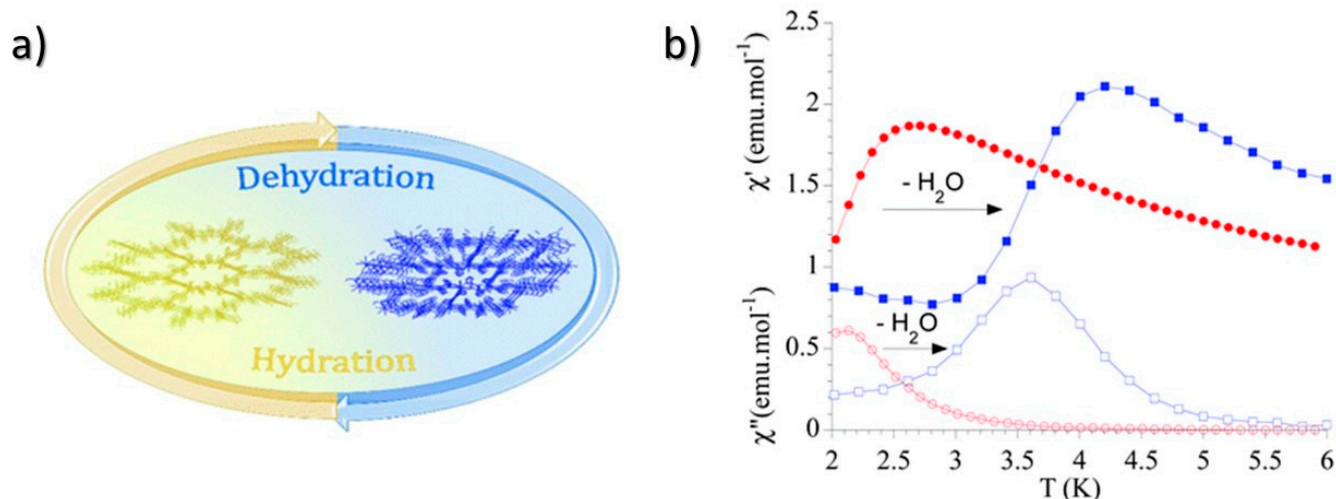 a)
Dehydration
Hydration
b)
χ' (emu.mol⁻¹)
χ"(emu.mol⁻¹)
2.5
2
1.5
1
0.5
0
- H₂O
- H₂O
2 2.5 3 3.5 4 4.5 5 5.5 6
T (K)